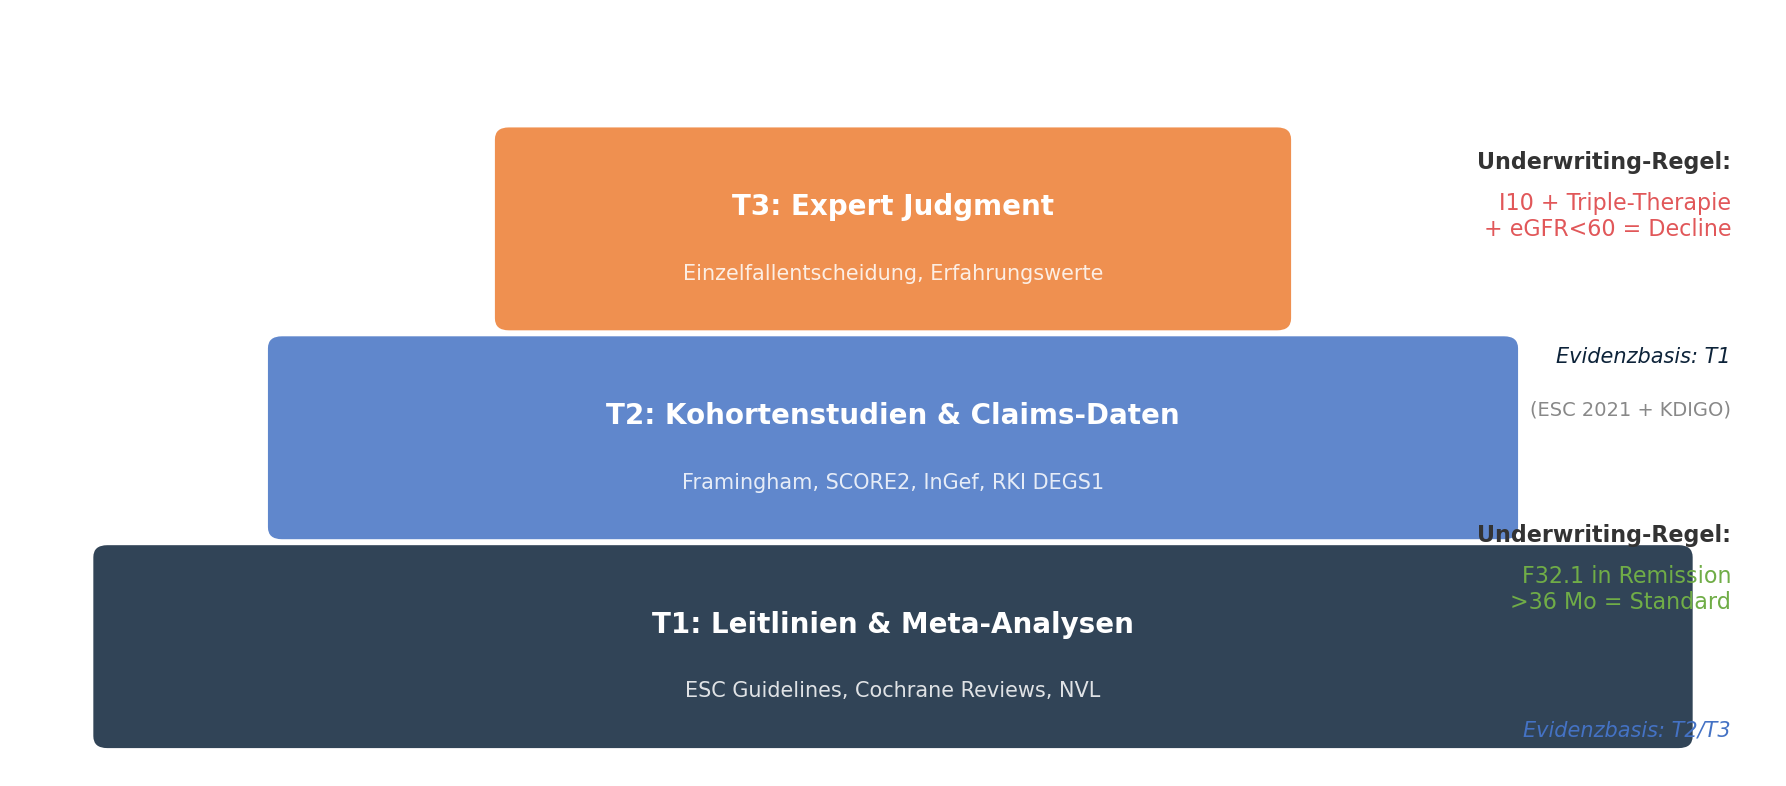 T3: Expert Judgment
Einzelfallentscheidung, Erfahrungswerte
T2: Kohortenstudien & Claims-Daten
Framingham, SCORE2, InGef, RKI DEGS1
T1: Leitlinien & Meta-Analysen
ESC Guidelines, Cochrane Reviews, NVL
Underwriting-Regel:
I10 + Triple-Therapie
+ eGFR<60 = Decline
Evidenzbasis: T1
(ESC 2021 + KDIGO)
Underwriting-Regel:
F32.1 in Remission
>36 Mo = Standard
Evidenzbasis: T2/T3